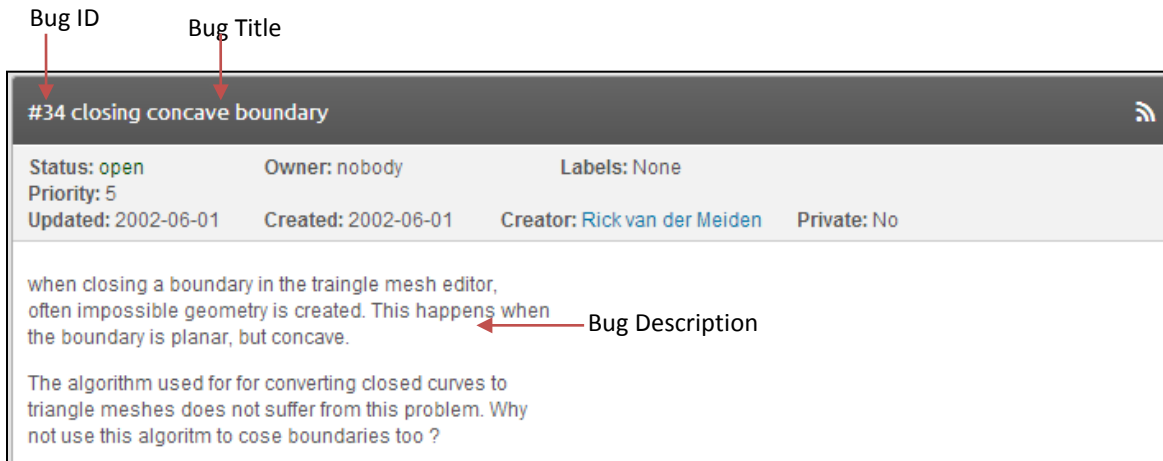 Bug ID
Bug Title
#34 closing concave boundary
Status: open Owner: nobody Labels: None
Priority: 5
Updated: 2002-06-01 Created: 2002-06-01 Creator: Rick van der Meiden Private: No
when closing a boundary in the traingle mesh editor,
often impossible geometry is created. This happens when
the boundary is planar, but concave.
Bug Description
The algorithm used for for converting closed curves to
triangle meshes does not suffer from this problem. Why
not use this algoritm to cose boundaries too ?